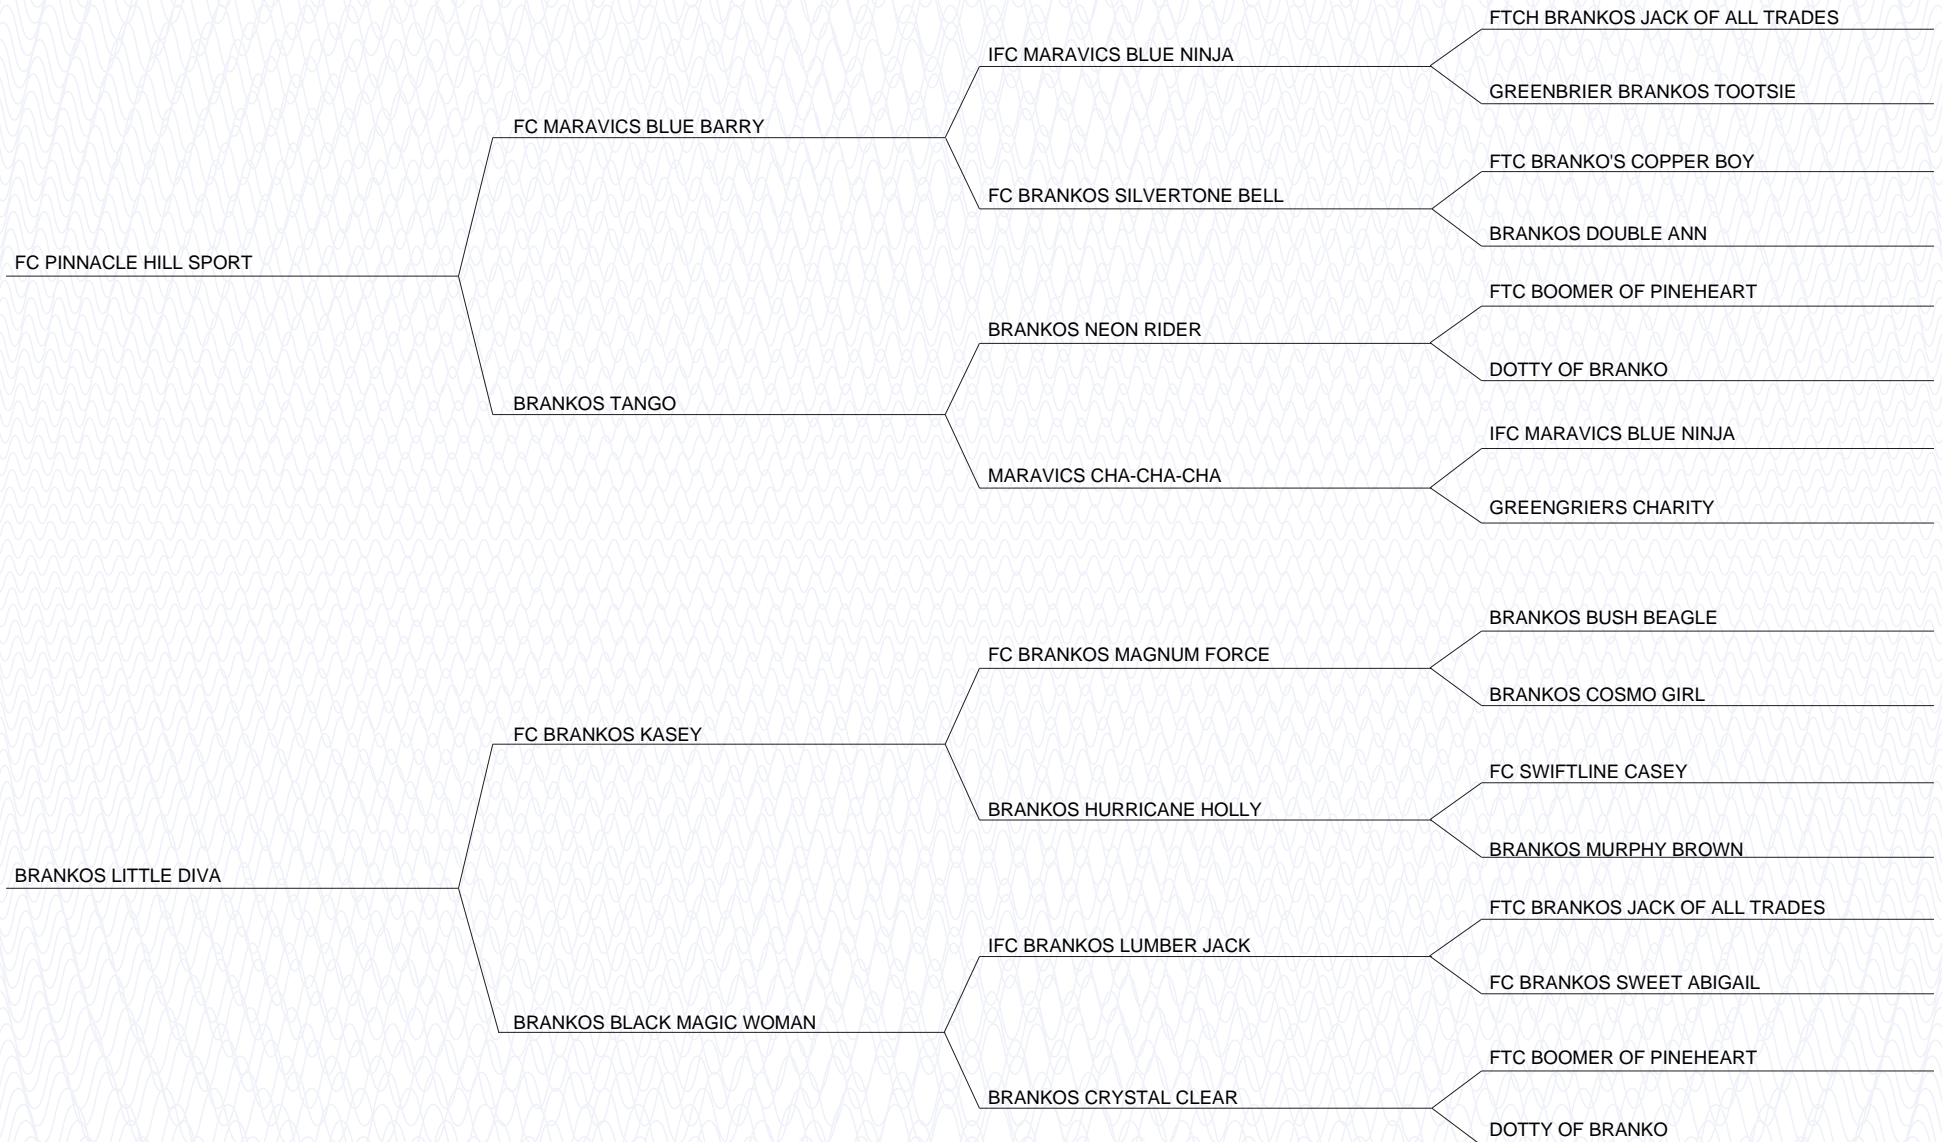 FTCH BRANKOS JACK OF ALL TRADES
IFC MARAVICS BLUE NINJA
GREENBRIER BRANKOS TOOTSIE
FC MARAVICS BLUE BARRY
FTC BRANKO'S COPPER BOY
FC BRANKOS SILVERTONE BELL
BRANKOS DOUBLE ANN
FC PINNACLE HILL SPORT
FTC BOOMER OF PINEHEART
BRANKOS NEON RIDER
DOTTY OF BRANKO
BRANKOS TANGO
IFC MARAVICS BLUE NINJA
MARAVICS CHA-CHA-CHA
GREENGRIERS CHARITY
BRANKOS BUSH BEAGLE
FC BRANKOS MAGNUM FORCE
BRANKOS COSMO GIRL
FC BRANKOS KASEY
FC SWIFTLINE CASEY
BRANKOS HURRICANE HOLLY
BRANKOS MURPHY BROWN
BRANKOS LITTLE DIVA
FTC BRANKOS JACK OF ALL TRADES
IFC BRANKOS LUMBER JACK
FC BRANKOS SWEET ABIGAIL
BRANKOS BLACK MAGIC WOMAN
FTC BOOMER OF PINEHEART
BRANKOS CRYSTAL CLEAR
DOTTY OF BRANKO